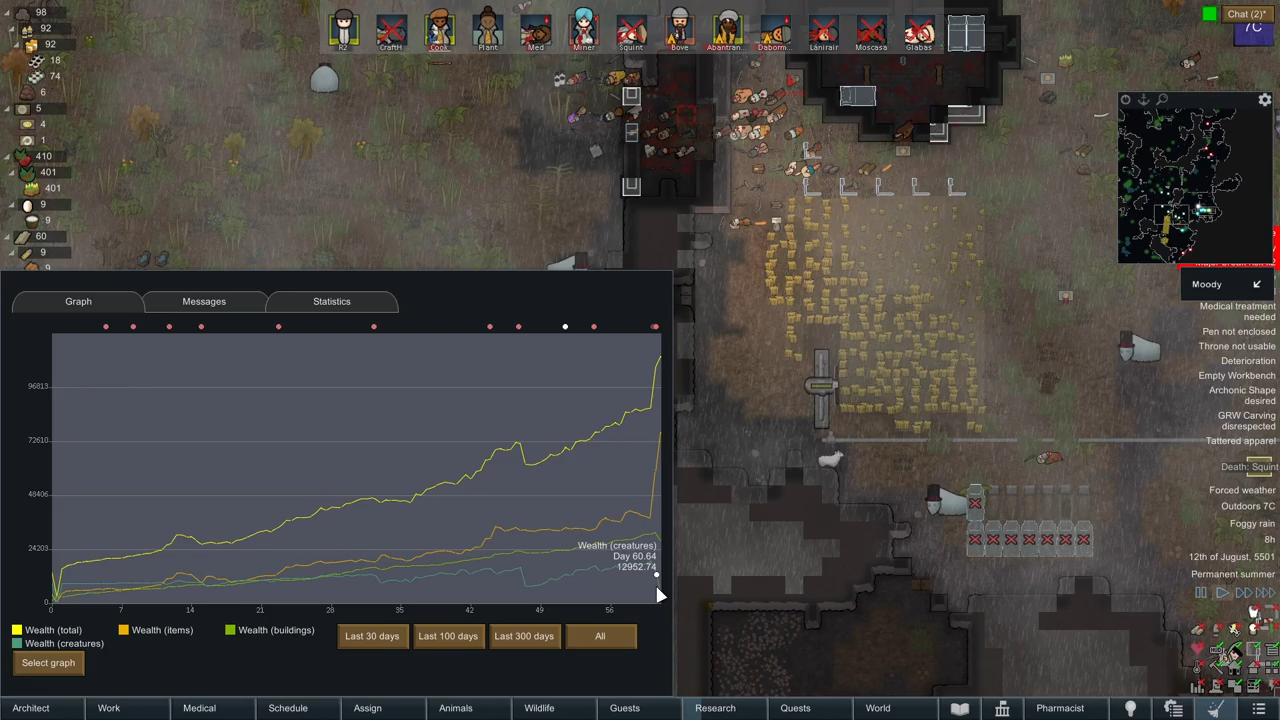 98
92
92
18
74
6
5
4
1
410
401
401
9
9
60
9
R2
CraftH
Cook
Plant
Med
Miner
Squint
Bove
Abantran...
Daborm...
Lanirair
Moscasa
Glabas
Chat (2)*
7C
Moody
Medical treatment
needed
Pen not enclosed
Throne not usable
Deterioration
Empty Workbench
Archonic Shape
desired
GRW Carving
disrespected
Tattered apparel
Death: Squint
Forced weather
Outdoors 7C
Foggy rain
8h
12th of Jugust, 5501
Permanent summer
Graph
Messages
Statistics
96813
72610
48406
24203
0
Wealth (creatures)
Day 60.64
12952.74
0
7
14
21
28
35
42
49
56
Wealth (total)
Wealth (items)
Wealth (buildings)
Wealth (creatures)
Last 30 days
Last 100 days
Last 300 days
All
Select graph
Architect
Work
Medical
Schedule
Assign
Animals
Wildlife
Guests
Research
Quests
World
Pharmacist